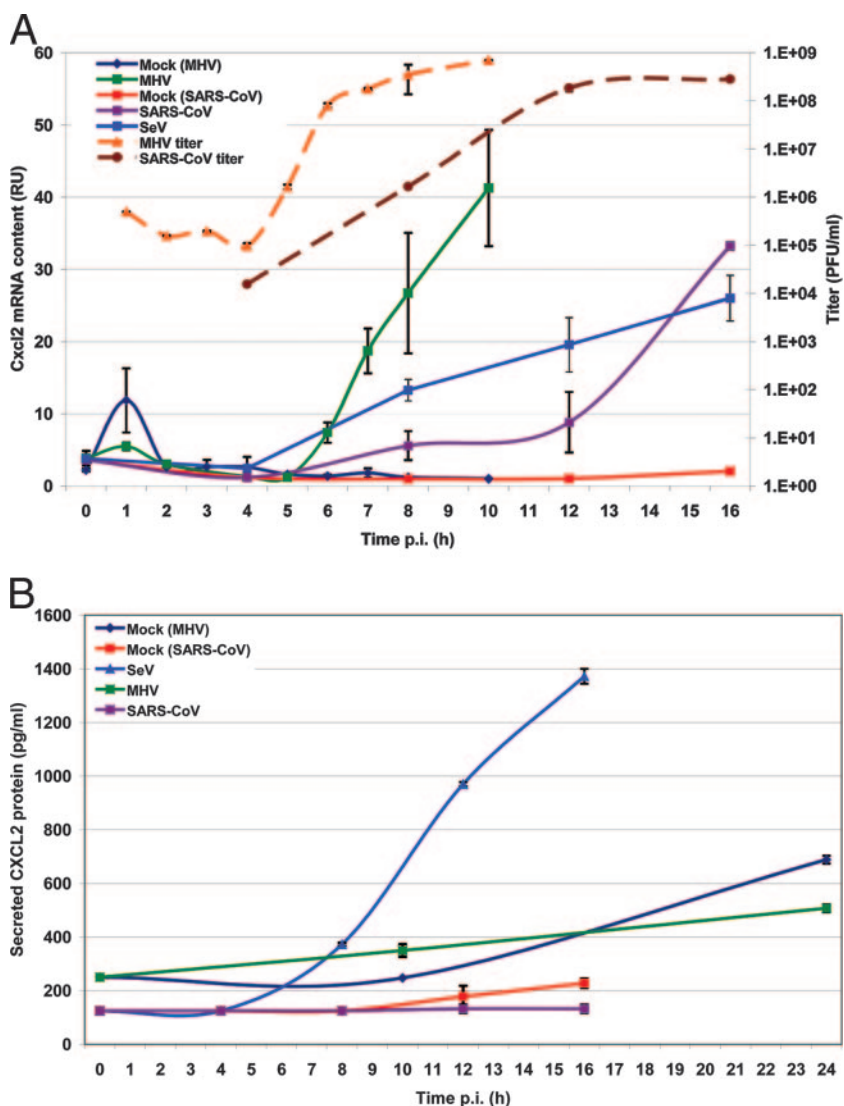 A
Cxcl2 mRNA content (RU)
60
50
40
30
20
10
0
Mock (MHV)
MHV
Mock (SARS-CoV)
SARS-CoV
SeV
MHV titer
SARS-CoV titer
1.E+09
1.E+08
1.E+07
1.E+06
1.E+05
1.E+04
1.E+03
1.E+02
1.E+01
1.E+00
Titer (PFU/ml)
0 1 2 3 4 5 6 7 8 9 10 11 12 13 14 15 16
Time p.i. (h)
B
Secreted CXCL2 protein (pg/ml)
1600
1400
1200
1000
800
600
400
200
0
Mock (MHV)
Mock (SARS-CoV)
SeV
MHV
SARS-CoV
0 1 2 3 4 5 6 7 8 9 10 11 12 13 14 15 16 17 18 19 20 21 22 23 24
Time p.i. (h)